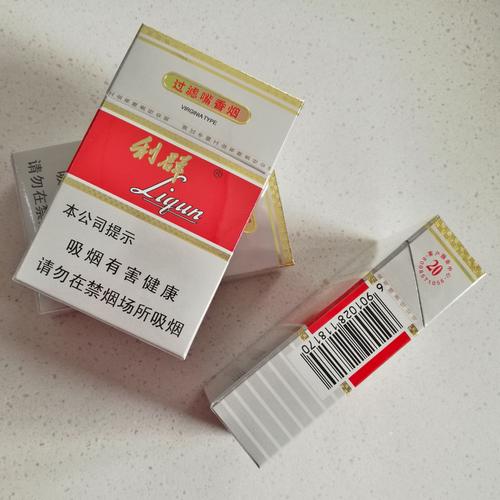 过滤嘴香烟
VIRGINIA TYPE
利群
®
Liqun
本公司提示
吸烟有害健康
请勿在禁烟场所吸烟
请勿在禁
20
6901028118170